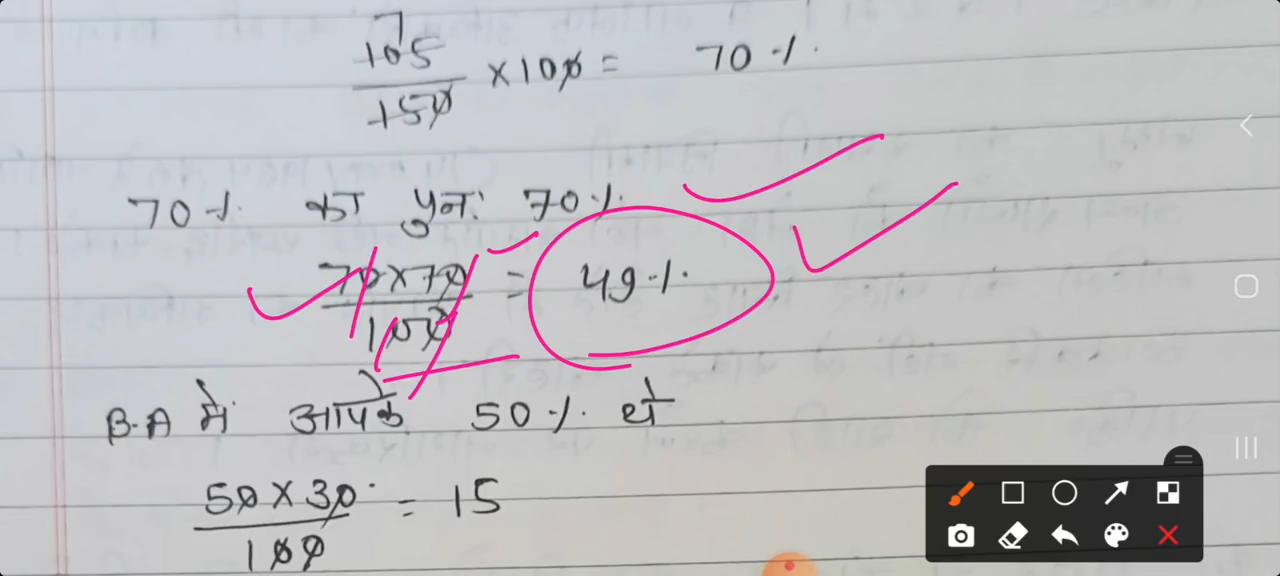 105/150 × 100 = 70%.
70% का पुनः 70%.
70×70/100 = 49%.
B.A में आपके 50% हो
50 × 30/100 = 15